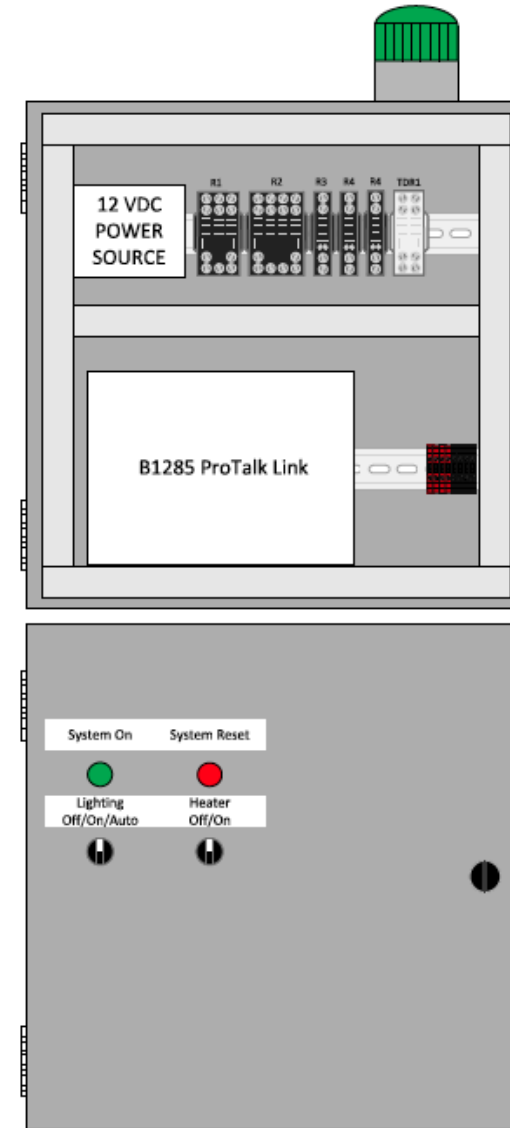 R1 R2 R3 R4 R4 TDR1
12 VDC
POWER
SOURCE
B1285 ProTalk Link
System On System Reset
Lighting Heater
Off/On/Auto Off/On